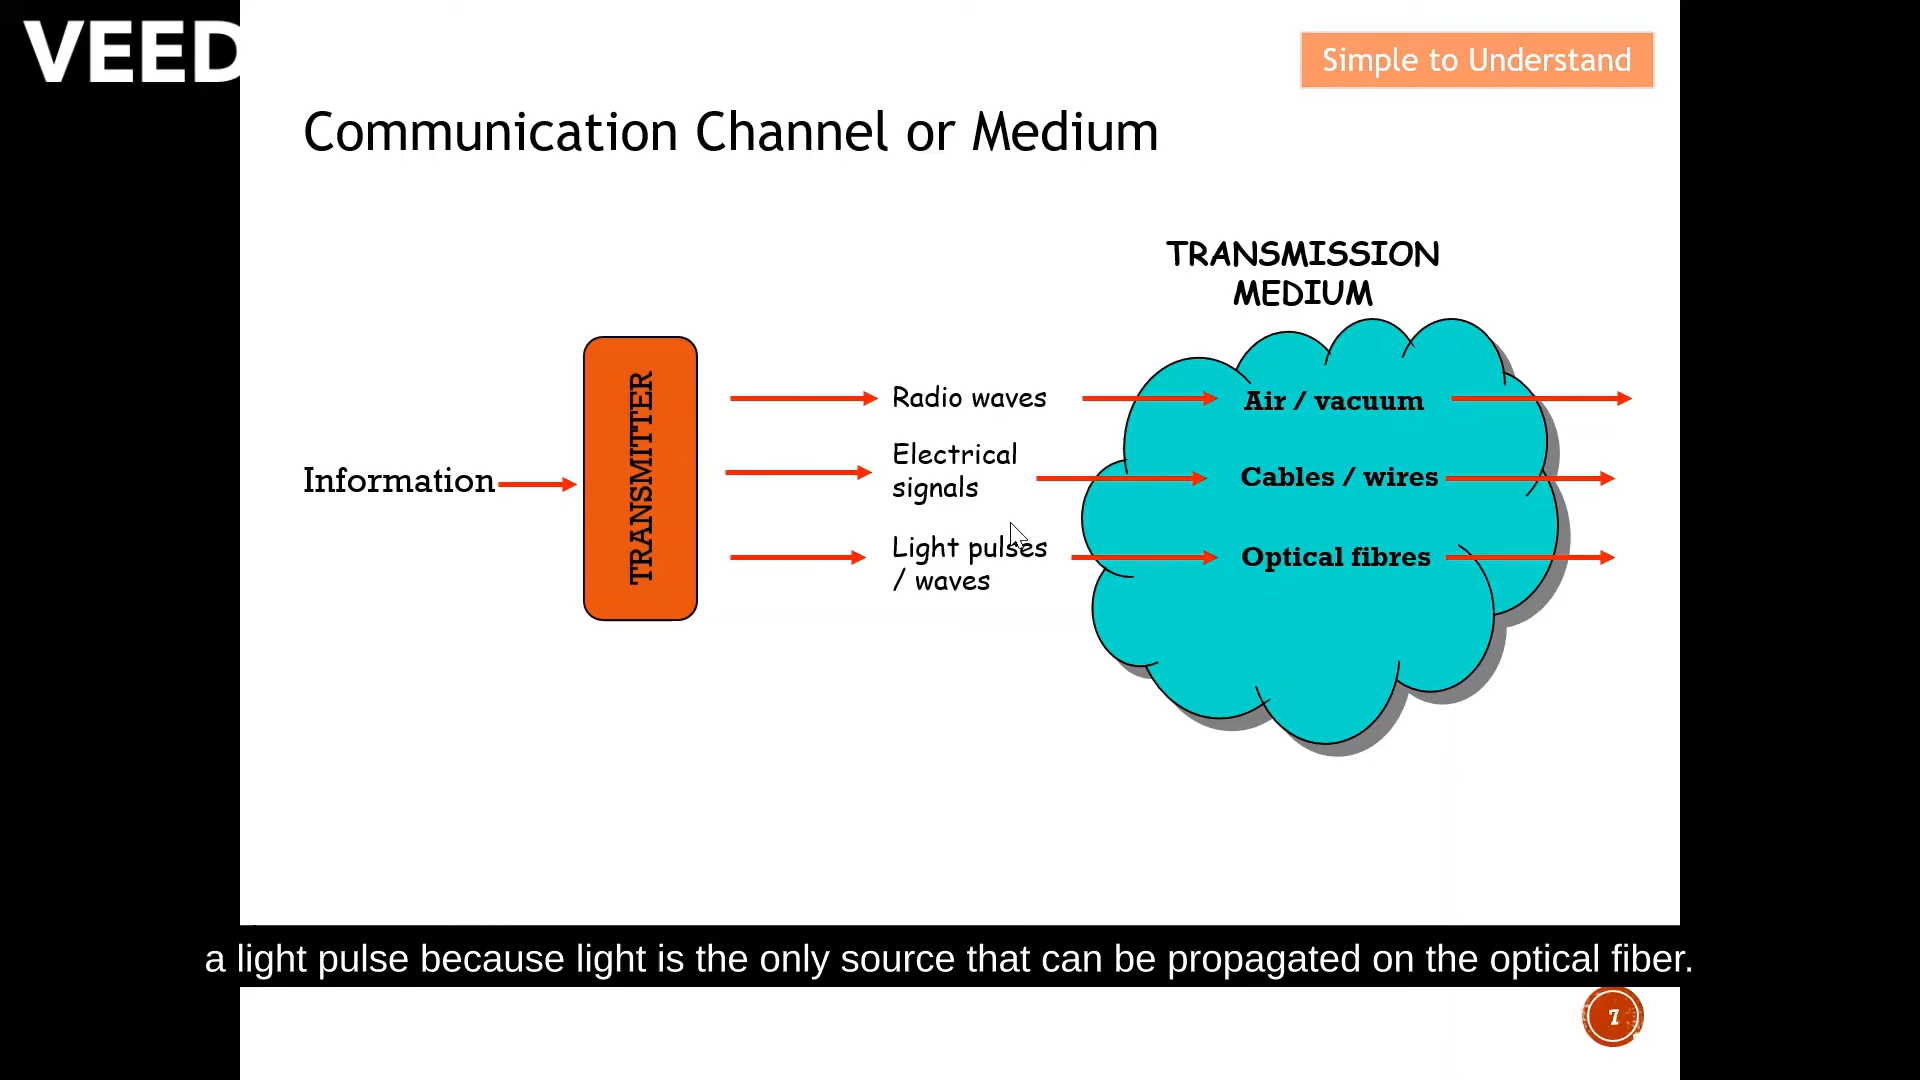 VEED
Simple to Understand
Communication Channel or Medium
TRANSMISSION
MEDIUM
Information
TRANSMITTER
Radio waves
Air / vacuum
Electrical
signals
Cables / wires
Light pulses
/ waves
Optical fibres
a light pulse because light is the only source that can be propagated on the optical fiber.
7